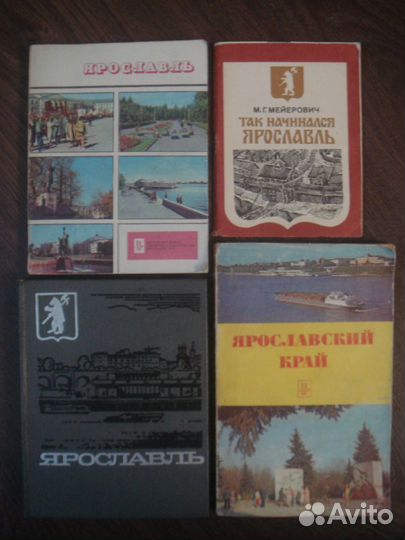 ЯРОСЛАВЛЬ
М. Г. МЕЙЕРОВИЧ
ТАК НАЧИНАЛСЯ
ЯРОСЛАВЛЬ
ЯРОСЛАВЛЬ
ЯРОСЛАВСКИЙ
КРАЙ
Avito